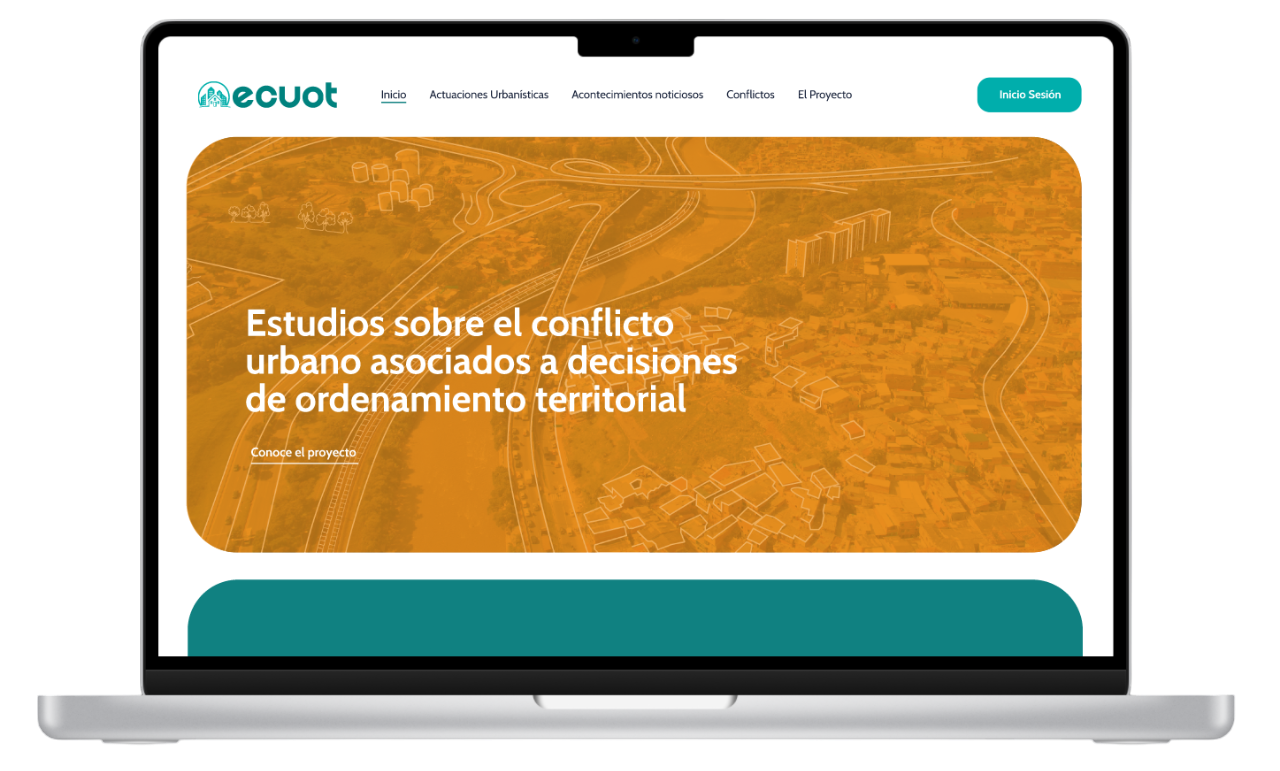 ecuot
Inicio
Actuaciones Urbanísticas
Acontecimientos noticiosos
Conflictos
El Proyecto
Inicio Sesión
Estudios sobre el conflicto
urbano asociados a decisiones
de ordenamiento territorial
Conoce el proyecto